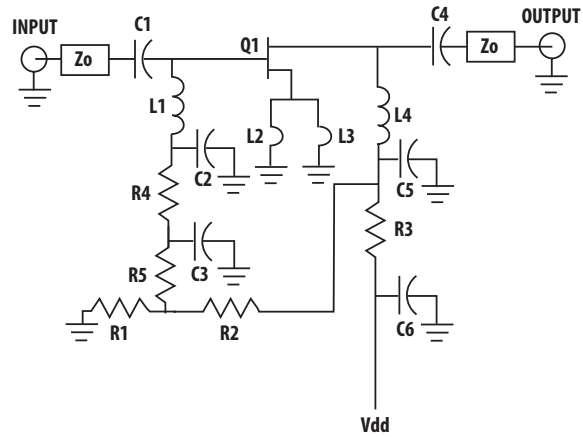 INPUT
C1
Zo
Q1
C4
OUTPUT
Zo
L1
L2
L3
L4
C2
C5
R4
R3
C3
R5
R1
R2
C6
Vdd